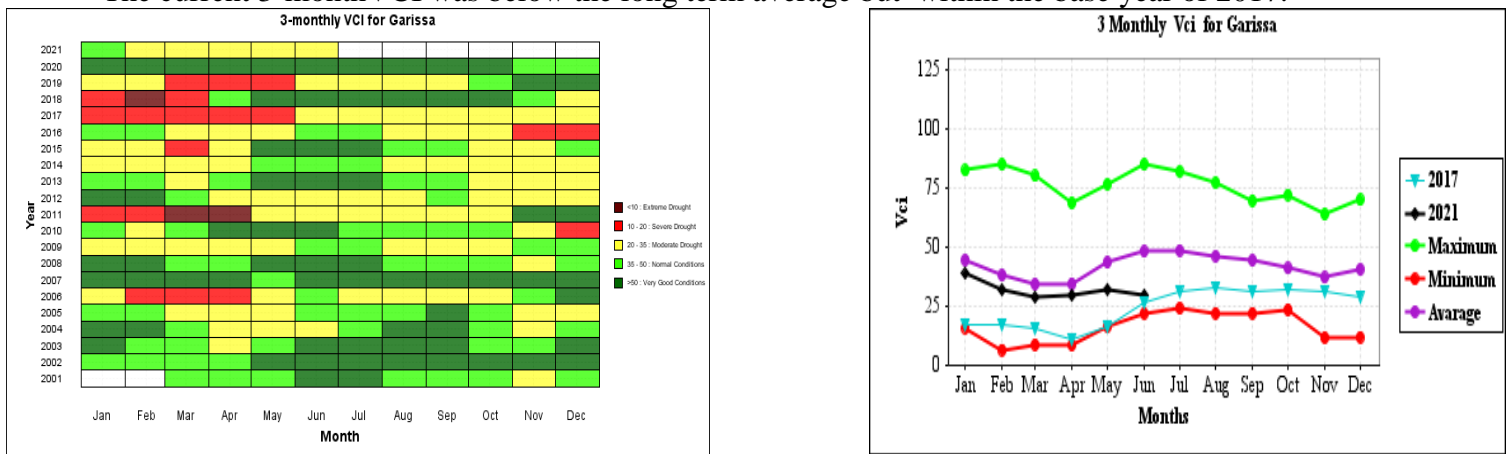 The current 3-month VCI was below the long term average but within the base year of 2017.
3-monthly VCI for Garissa
Year
2021
2020
2019
2018
2017
2016
2015
2014
2013
2012
2011
2010
2009
2008
2007
2006
2005
2004
2003
2002
2001
Jan Feb Mar Apr May Jun Jul Aug Sep Oct Nov Dec
Month
<10 : Extreme Drought
10 - 20 : Severe Drought
20 - 35 : Moderate Drought
35 - 50 : Normal Conditions
>50 : Very Good Conditions
3 Monthly Vci for Garissa
Vci
125
100
75
50
25
0
Jan Feb Mar Apr May Jun Jul Aug Sep Oct Nov Dec
Months
2017
2021
Maximum
Minimum
Avarage